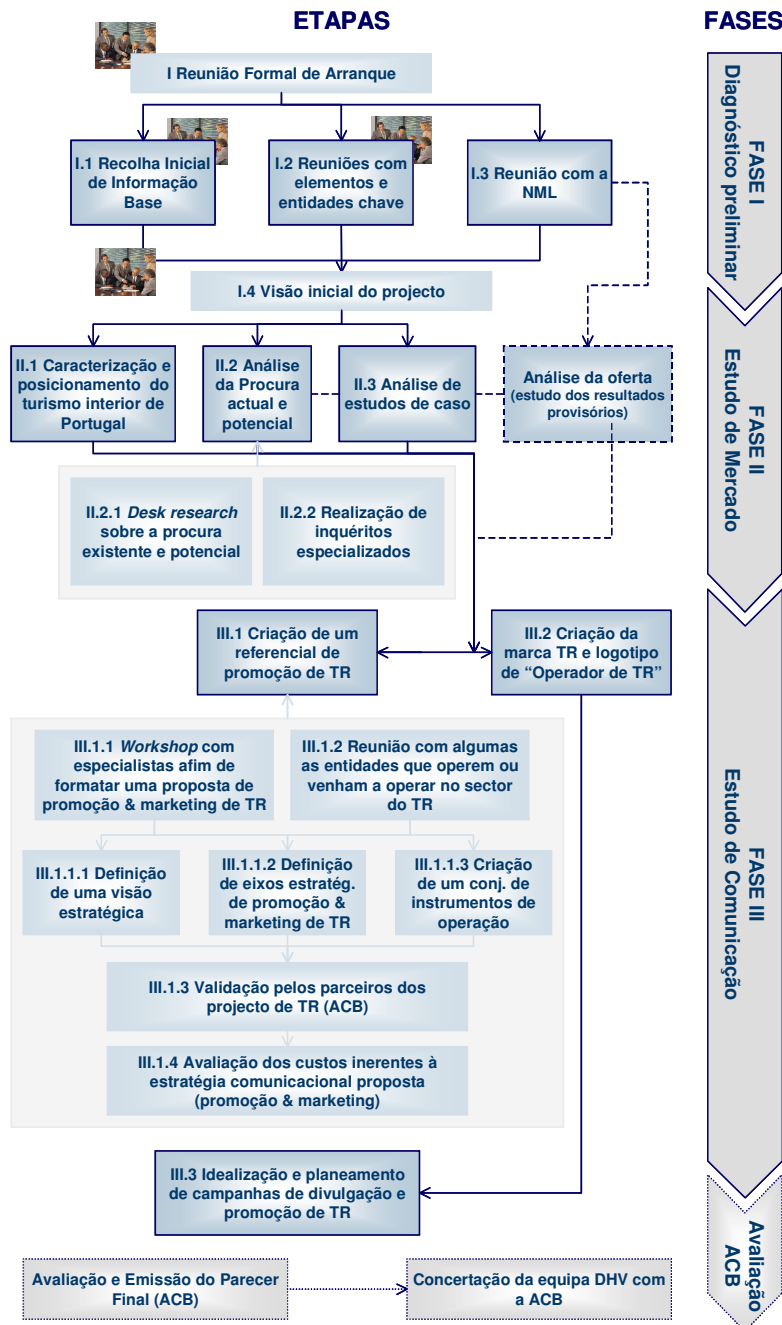 ETAPAS
FASES
I Reunião Formal de Arranque
I.1 Recolha Inicial
de Informação
Base
I.2 Reuniões com
elementos e
entidades chave
I.3 Reunião com a
NML
I.4 Visão inicial do projecto
FASE I
Diagnóstico preliminar
II.1 Caracterização e
posicionamento do
turismo interior de
Portugal
II.2 Análise
da Procura
actual e
potencial
II.3 Análise de
estudos de caso
Análise da oferta
(estudo dos resultados
provisórios)
II.2.1 Desk research
sobre a procura
existente e potencial
II.2.2 Realização de
inquéritos
especializados
FASE II
Estudo de Mercado
III.1 Criação de um
referencial de
promoção de TR
III.2 Criação da
marca TR e logotipo
de “Operador de TR”
III.1.1 Workshop com
especialistas afim de
formatar uma proposta de
promoção & marketing de TR
III.1.2 Reunião com algumas
as entidades que operem ou
venham a operar no sector
do TR
III.1.1.1 Definição
de uma visão
estratégica
III.1.1.2 Definição
de eixos estratég.
de promoção &
marketing de TR
III.1.1.3 Criação
de um conj. de
instrumentos de
operação
III.1.3 Validação pelos parceiros dos
projecto de TR (ACB)
III.1.4 Avaliação dos custos inerentes à
estratégia comunicacional proposta
(promoção & marketing)
FASE III
Estudo de Comunicação
III.3 Idealização e planeamento
de campanhas de divulgação e
promoção de TR
Avaliação e Emissão do Parecer
Final (ACB)
Concertação da equipa DHV com
a ACB
Avaliação
ACB